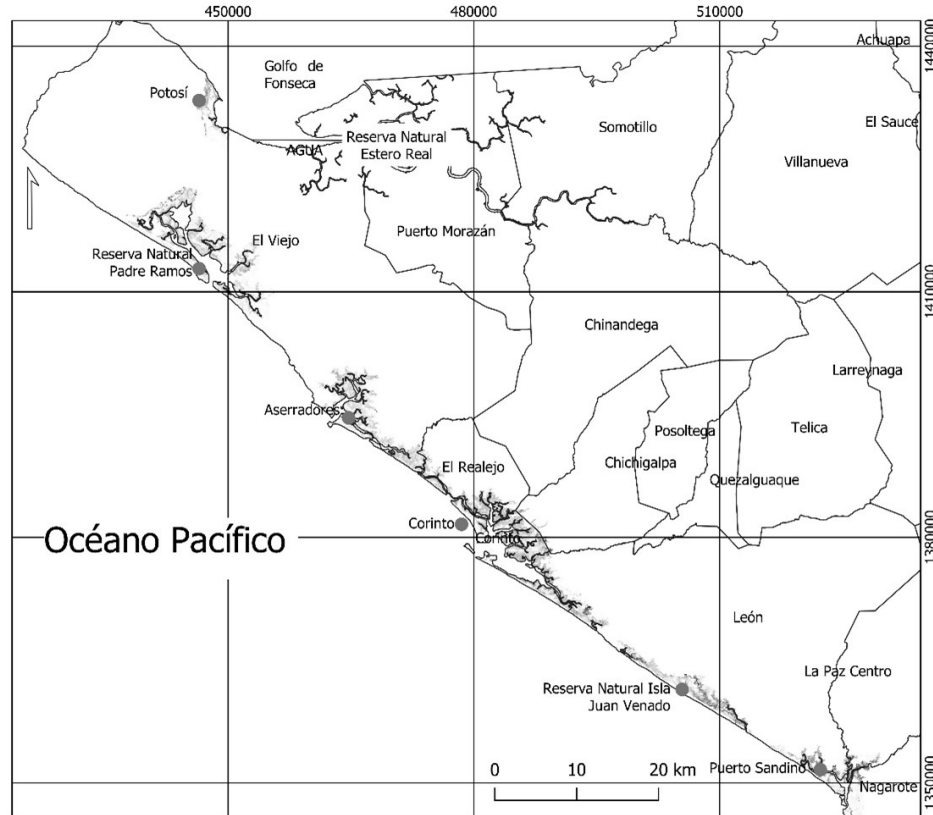 450000
480000
510000
Achuapa
1440000
Golfo de
Fonseca
Potosí
El Sauce
Somotillo
Reserva Natural
Estero Real
AGUA
Villanueva
Puerto Morazán
El Viejo
Reserva Natural
Padre Ramos
1410000
Chinandega
Larreynaga
Aserradores
Telica
Posoltega
El Realejo
Chichigalpa
Quezalguaque
Corinto
Corinto
Océano Pacífico
1380000
León
La Paz Centro
Reserva Natural Isla
Juan Venado
0 10 20 km
Puerto Sandino
Nagarote
1350000